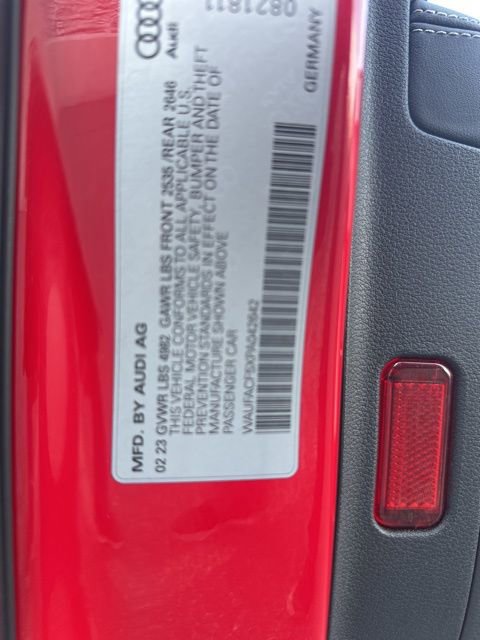 MFD. BY AUDI AG
02 23 GVWR LBS 4982 GAWR LBS FRONT 2535 /REAR 2646
THIS VEHICLE CONFORMS TO ALL APPLICABLE U.S.
FEDERAL MOTOR VEHICLE SAFETY, BUMPER AND THEFT
PREVENTION STANDARDS IN EFFECT ON THE DATE OF
MANUFACTURE SHOWN ABOVE
PASSENGER CAR
WAUFACF5XPA042642
Audi
GERMANY
0821811